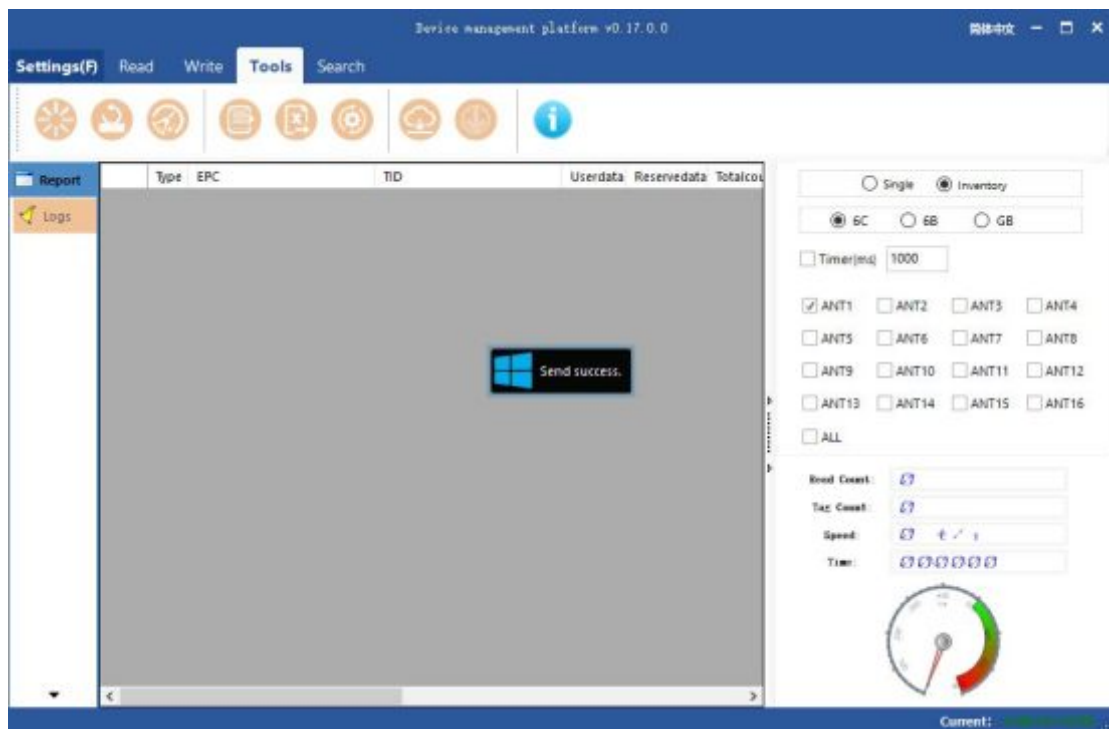 Device management platform v0.17.0.0
简体中文
Settings(F) Read Write Tools Search
Report
Logs
Type EPC TID Userdata Reservedata Totalcou
Send success.
Single Inventory
6C 6B GB
Timer(ms) 1000
ANT1 ANT2 ANT3 ANT4
ANT5 ANT6 ANT7 ANT8
ANT9 ANT10 ANT11 ANT12
ANT13 ANT14 ANT15 ANT16
ALL
Read Count: 0
Tag Count: 0
Speed: 0 t/s
Time: 000000
Current: